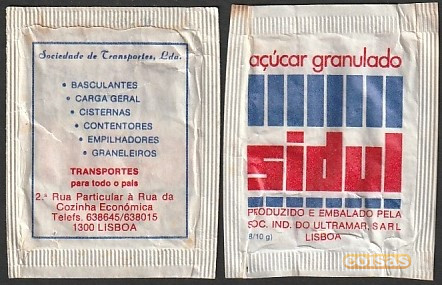 Sociedade de Transportes, Lda.
• BASCULANTES
• CARGA GERAL
• CISTERNAS
• CONTENTORES
• EMPILHADORES
• GRANELEIROS
TRANSPORTES
para todo o pais
2.ª Rua Particular à Rua da
Cozinha Económica
Telefs. 638645/638015
1300 LISBOA
açúcar granulado
sidul
PRODUZIDO E EMBALADO PELA
SOC. IND. DO ULTRAMAR, SARL
8/10 g) LISBOA
coisas